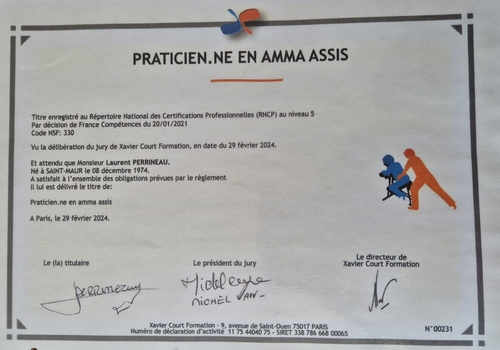 PRATICIEN.NE EN AMMA ASSIS
Titre enregistré au Répertoire National des Certifications Professionnelles (RNCP) au niveau 5
Par décision de France Compétences du 20/01/2021
Code NSF: 330
Vu la délibération du jury de Xavier Court Formation, en date du 29 février 2024.
Et attendu que Monsieur Laurent PERRINEAU.
Né à SAINT-MAUR le 08 décembre 1974.
A satisfait à l'ensemble des obligations prévues par le règlement
Il lui est délivré le titre de:
Praticien.ne en amma assis
A Paris, le 29 février 2024.
Le (la) titulaire
Le président du jury
Le directeur de
Xavier Court Formation
MICHEL
Xavier Court Formation - 9, avenue de Saint-Ouen 75017 PARIS
Numéro de déclaration d'activité 11 75 44040 75 - SIRET 338 786 668 00065
N°00231